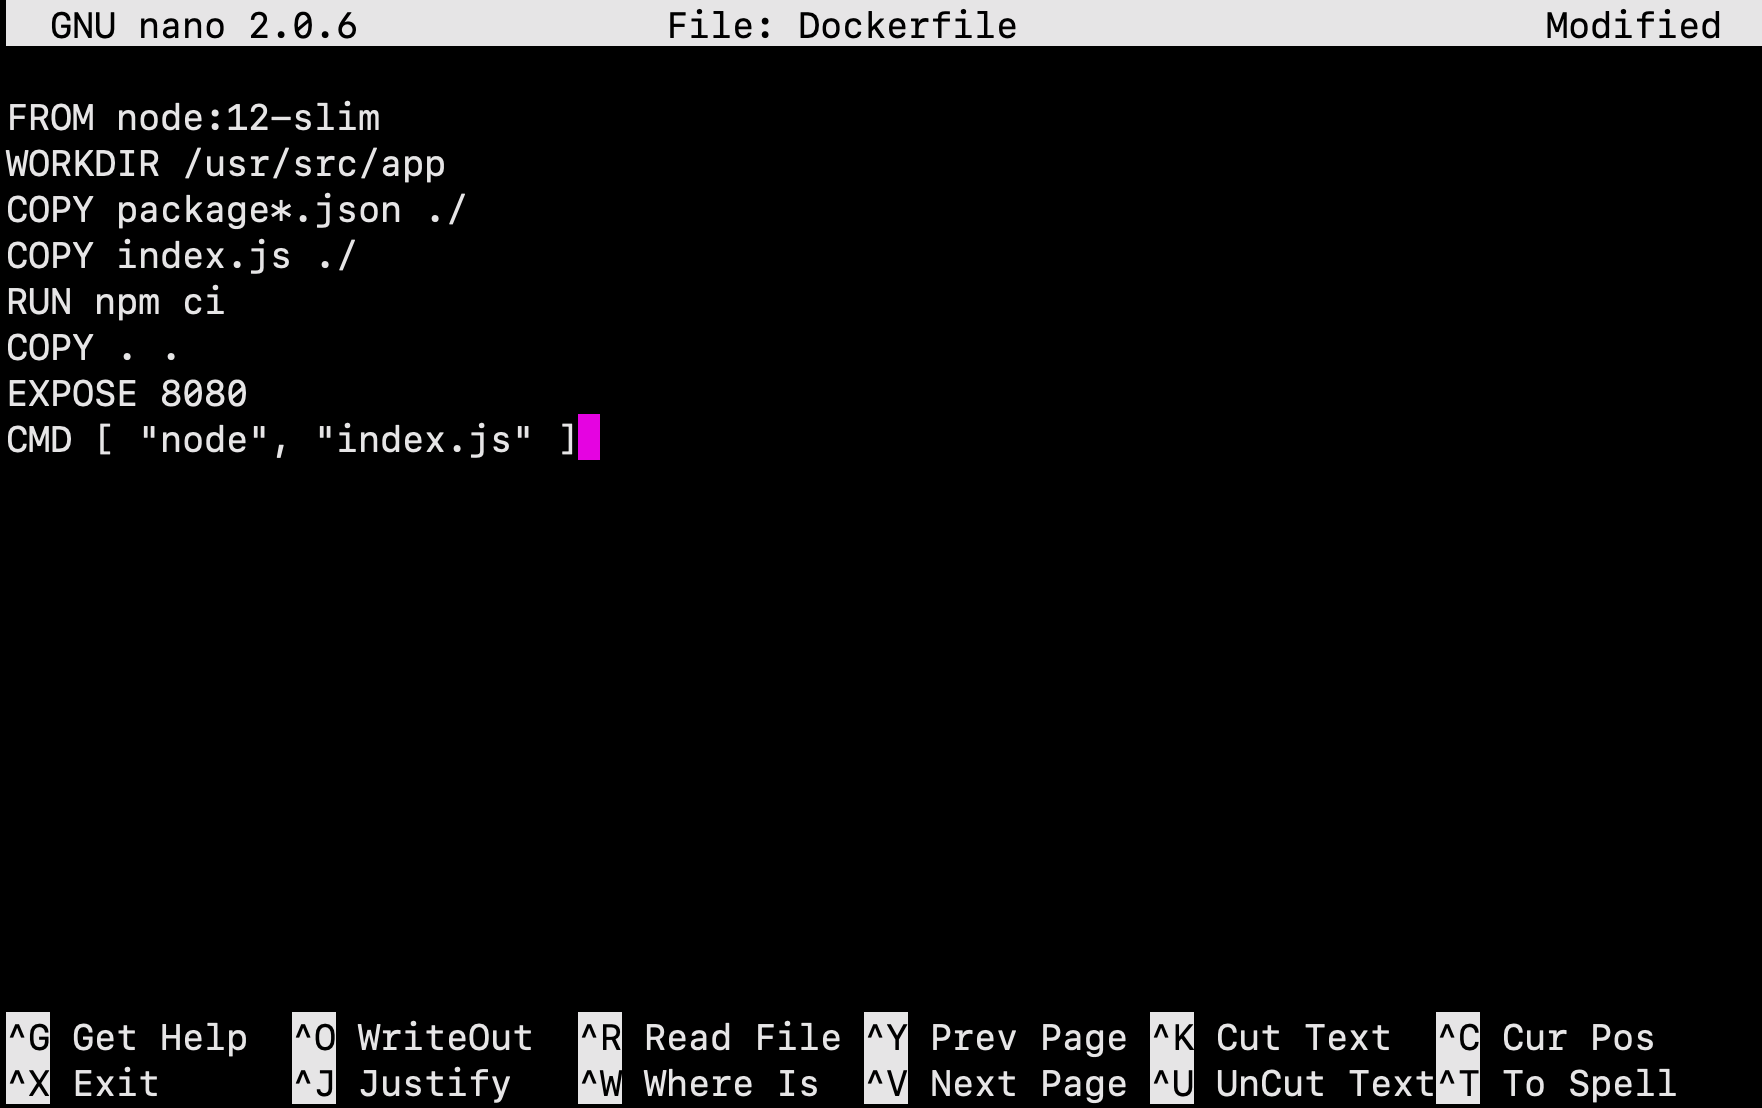 GNU nano 2.0.6 File: Dockerfile Modified
FROM node:12-slim
WORKDIR /usr/src/app
COPY package*.json ./
COPY index.js ./
RUN npm ci
COPY . .
EXPOSE 8080
CMD [ "node", "index.js" ]
^G Get Help ^O WriteOut ^R Read File ^Y Prev Page ^K Cut Text ^C Cur Pos
^X Exit ^J Justify ^W Where Is ^V Next Page ^U UnCut Text ^T To Spell